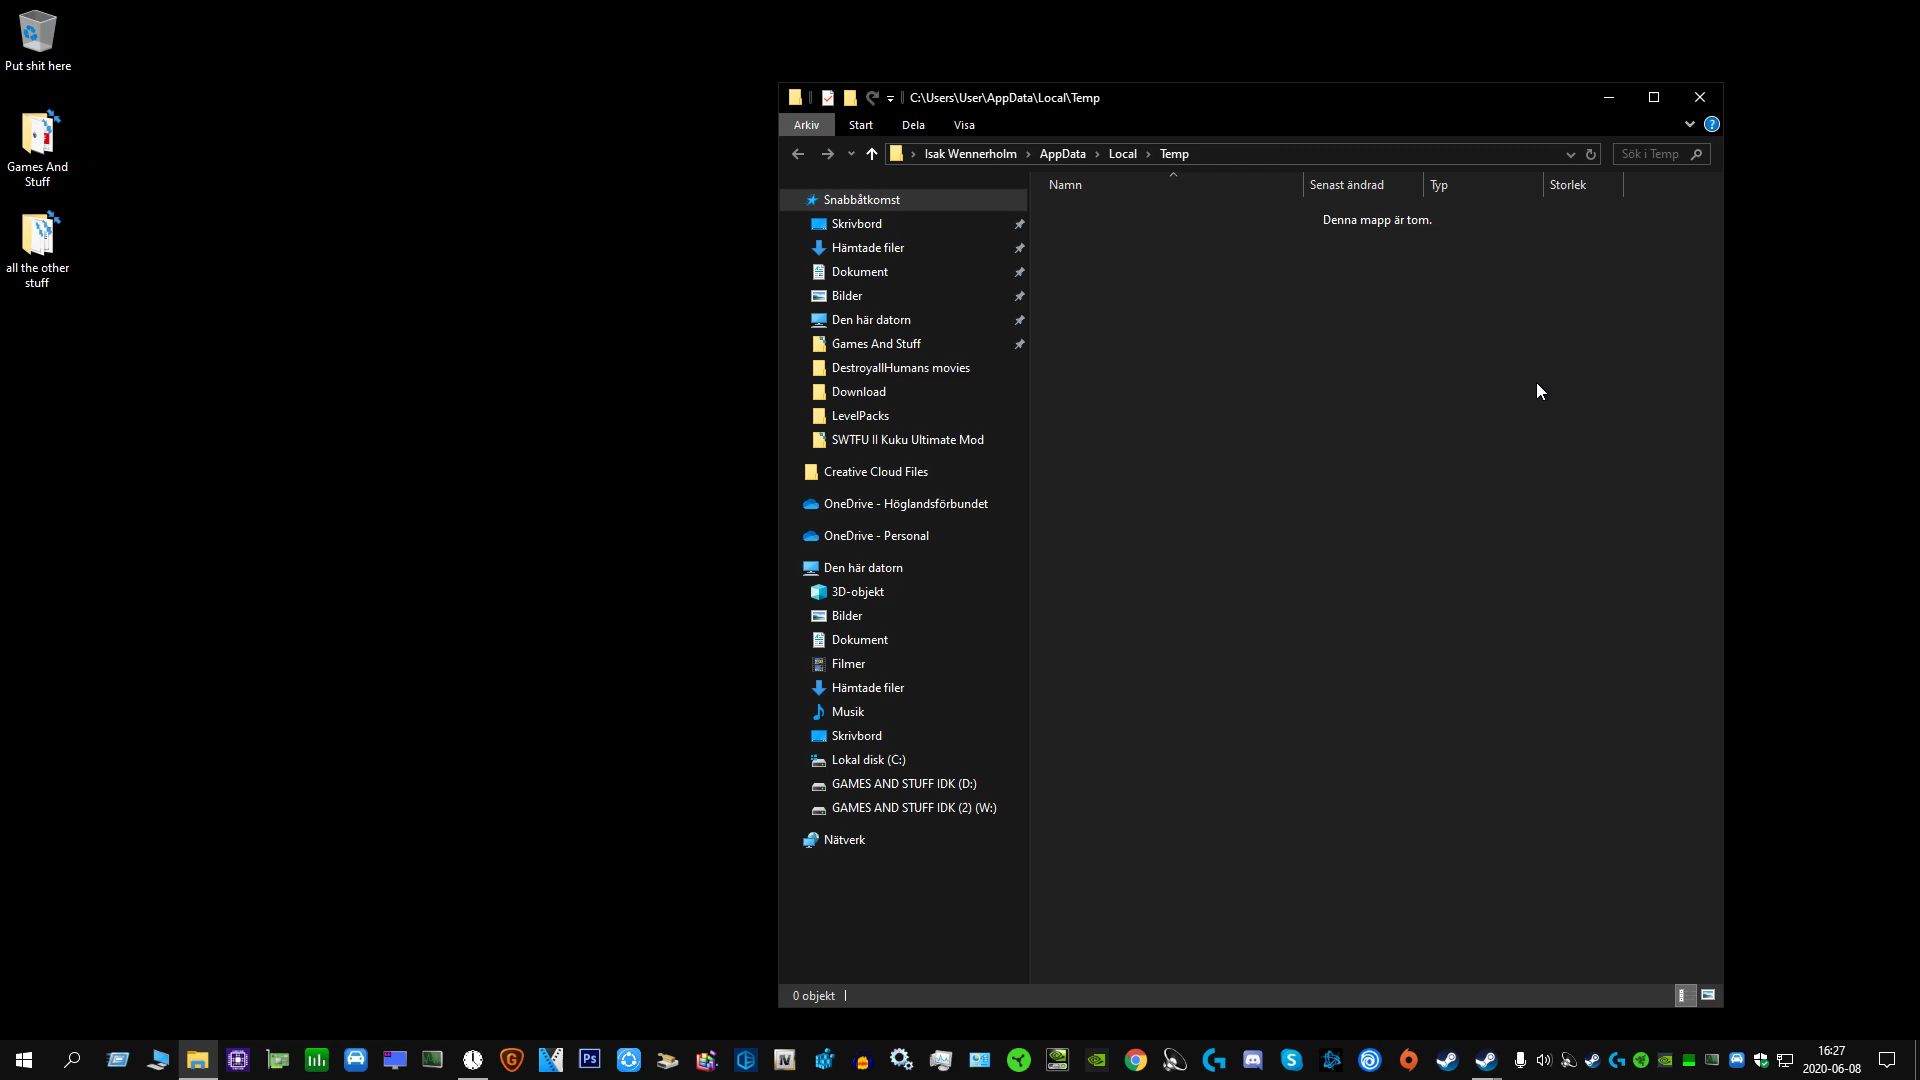 Put shit here
Games And
Stuff
all the other
stuff
C:\Users\User\AppData\Local\Temp
Arkiv Start Dela Visa
Isak Wennerholm AppData Local Temp
Sök i Temp
Namn Senast ändrad Typ Storlek
Denna mapp är tom.
Snabbåtkomst
Skrivbord
Hämtade filer
Dokument
Bilder
Den här datorn
Games And Stuff
DestroyallHumans movies
Download
LevelPacks
SWTFU II Kuku Ultimate Mod
Creative Cloud Files
OneDrive - Höglandsförbundet
OneDrive - Personal
Den här datorn
3D-objekt
Bilder
Dokument
Filmer
Hämtade filer
Musik
Skrivbord
Lokal disk (C:)
GAMES AND STUFF IDK (D:)
GAMES AND STUFF IDK (2) (W:)
Nätverk
0 objekt
Ps
IV
16:27
2020-06-08